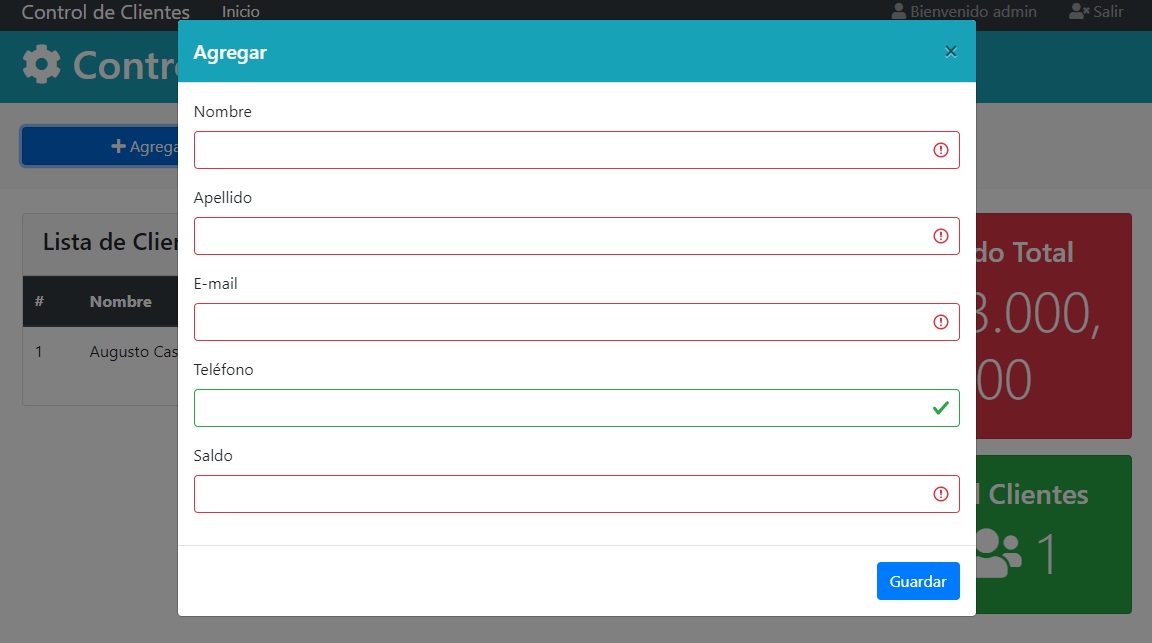 Control de Clientes Inicio Bienvenido admin Salir
Contro
Agrega
Agregar ×
Nombre
Apellido
E-mail
Teléfono
Saldo
Guardar
Lista de Clien
# Nombre
1 Augusto Cas
do Total
3.000,
00
Clientes
1